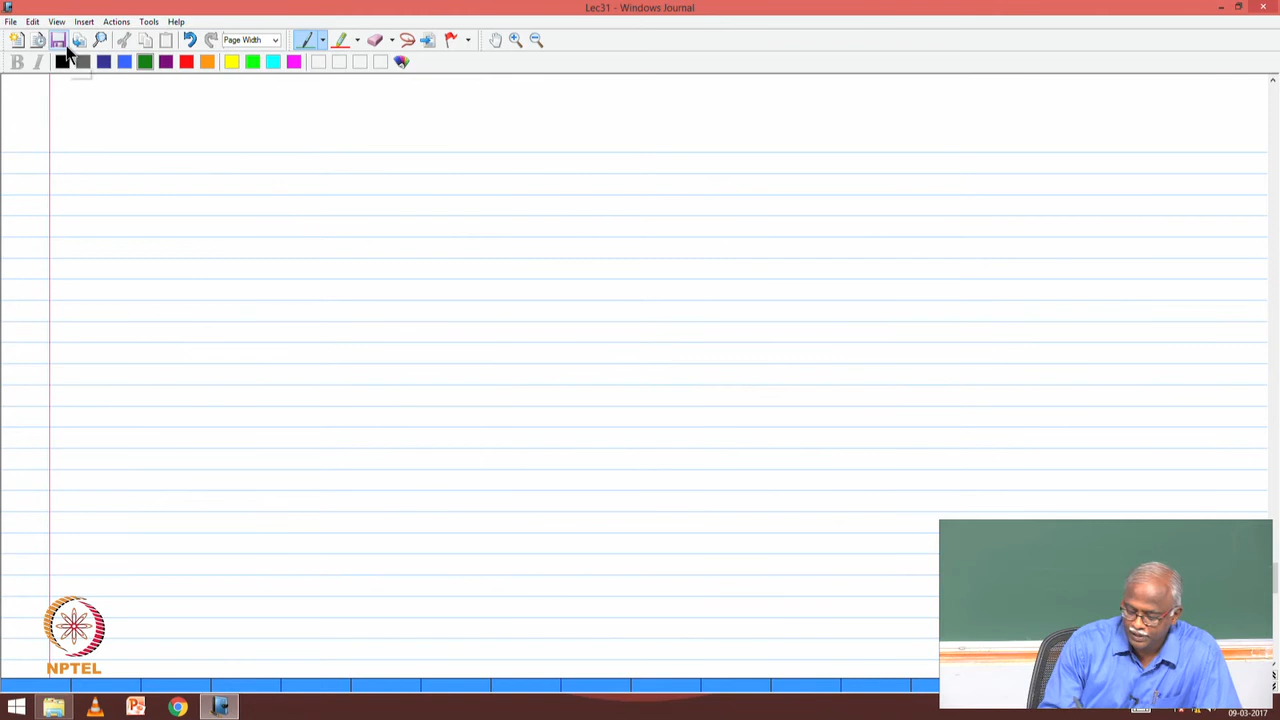 Lec31 - Windows Journal
File Edit View Insert Actions Tools Help
Page Width
B I
NPTEL
09-03-2017